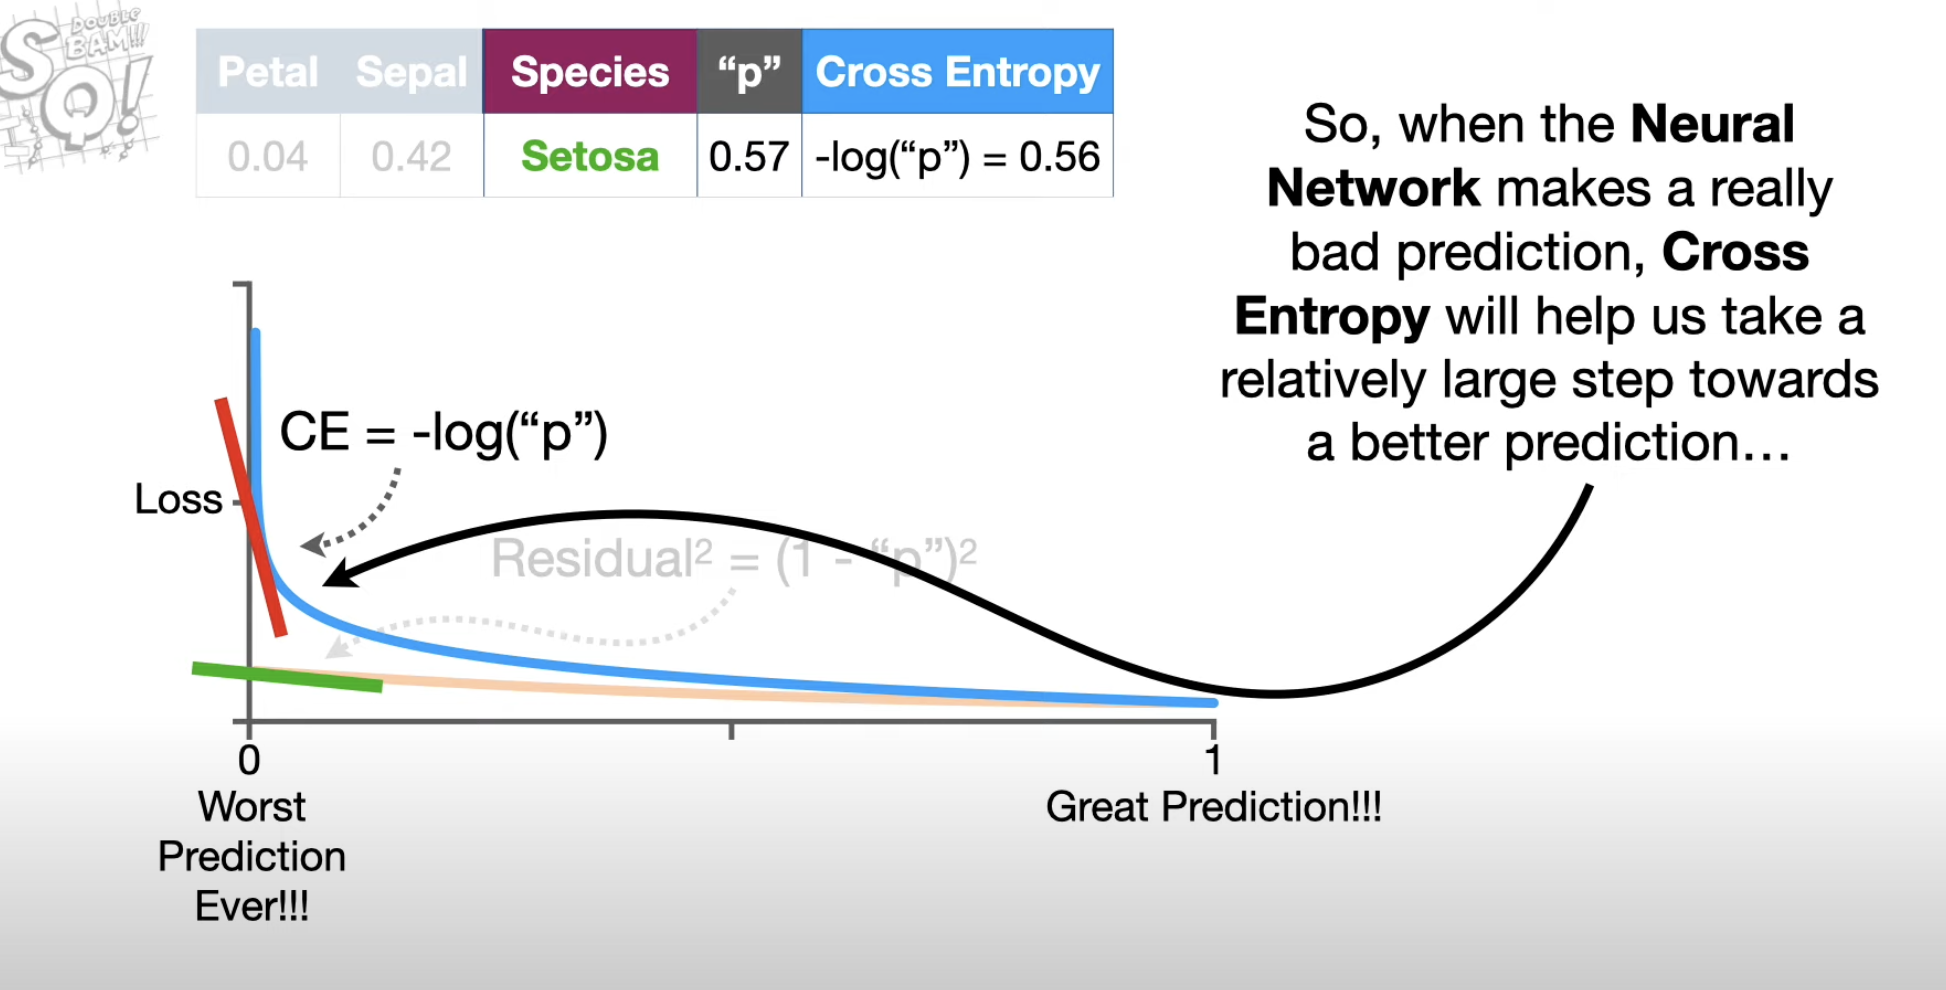 DOUBLE
BAM!!!
SQ!
Petal Sepal Species “p” Cross Entropy
0.04 0.42 Setosa 0.57 -log(“p”) = 0.56
So, when the Neural
Network makes a really
bad prediction, Cross
Entropy will help us take a
relatively large step towards
a better prediction…
CE = -log(“p”)
Loss
Residual² = (1 - “p”)²
0
1
Worst
Prediction
Ever!!!
Great Prediction!!!